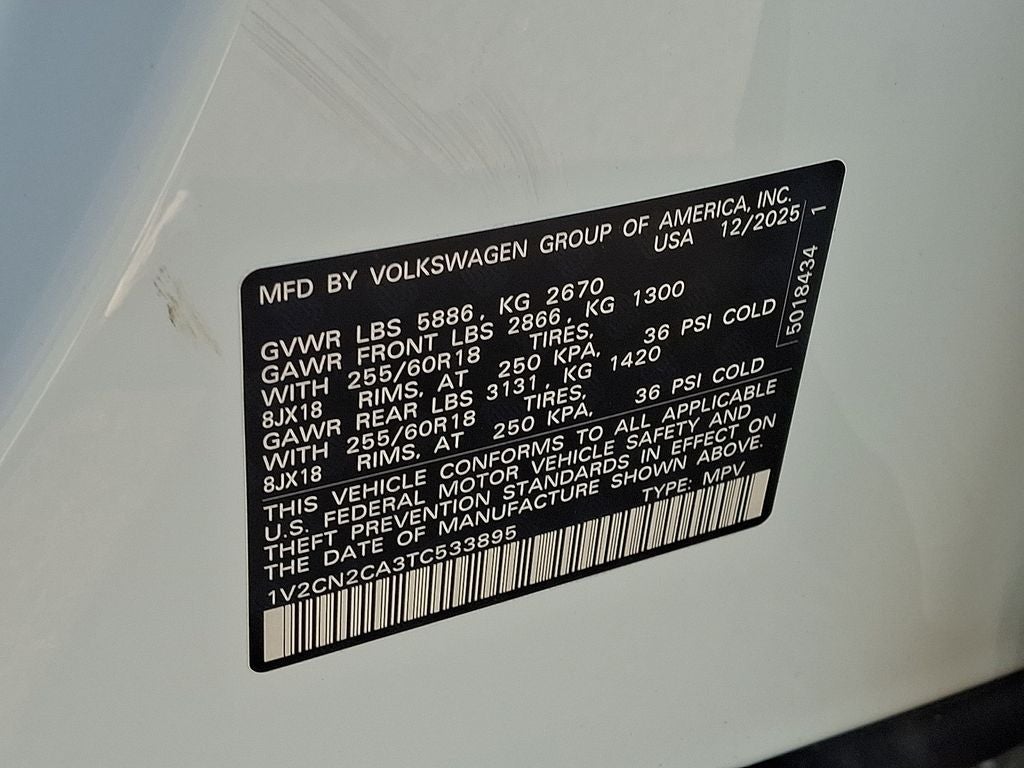 MFD BY VOLKSWAGEN GROUP OF AMERICA, INC.
USA 12/2025
GVWR LBS 5886, KG 2670
GAWR FRONT LBS 2866, KG 1300
WITH 255/60R18 TIRES,
8JX18 RIMS, AT 250 KPA, 36 PSI COLD
GAWR REAR LBS 3131, KG 1420
WITH 255/60R18 TIRES,
8JX18 RIMS, AT 250 KPA, 36 PSI COLD
THIS VEHICLE CONFORMS TO ALL APPLICABLE
U.S. FEDERAL MOTOR VEHICLE SAFETY AND
THEFT PREVENTION STANDARDS IN EFFECT ON
THE DATE OF MANUFACTURE SHOWN ABOVE.
1V2CN2CA3TC533895 TYPE: MPV
5018434 1